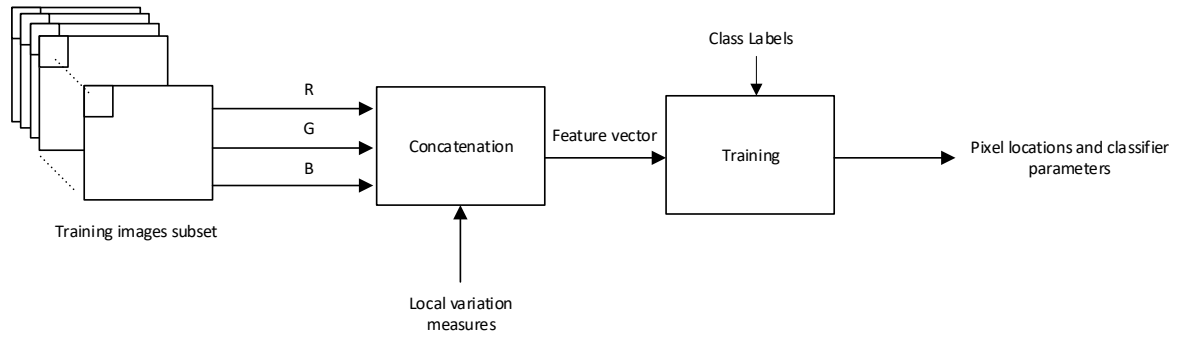 Class Labels
R
G
B
Concatenation
Feature vector
Training
Pixel locations and classifier
parameters
Training images subset
Local variation
measures